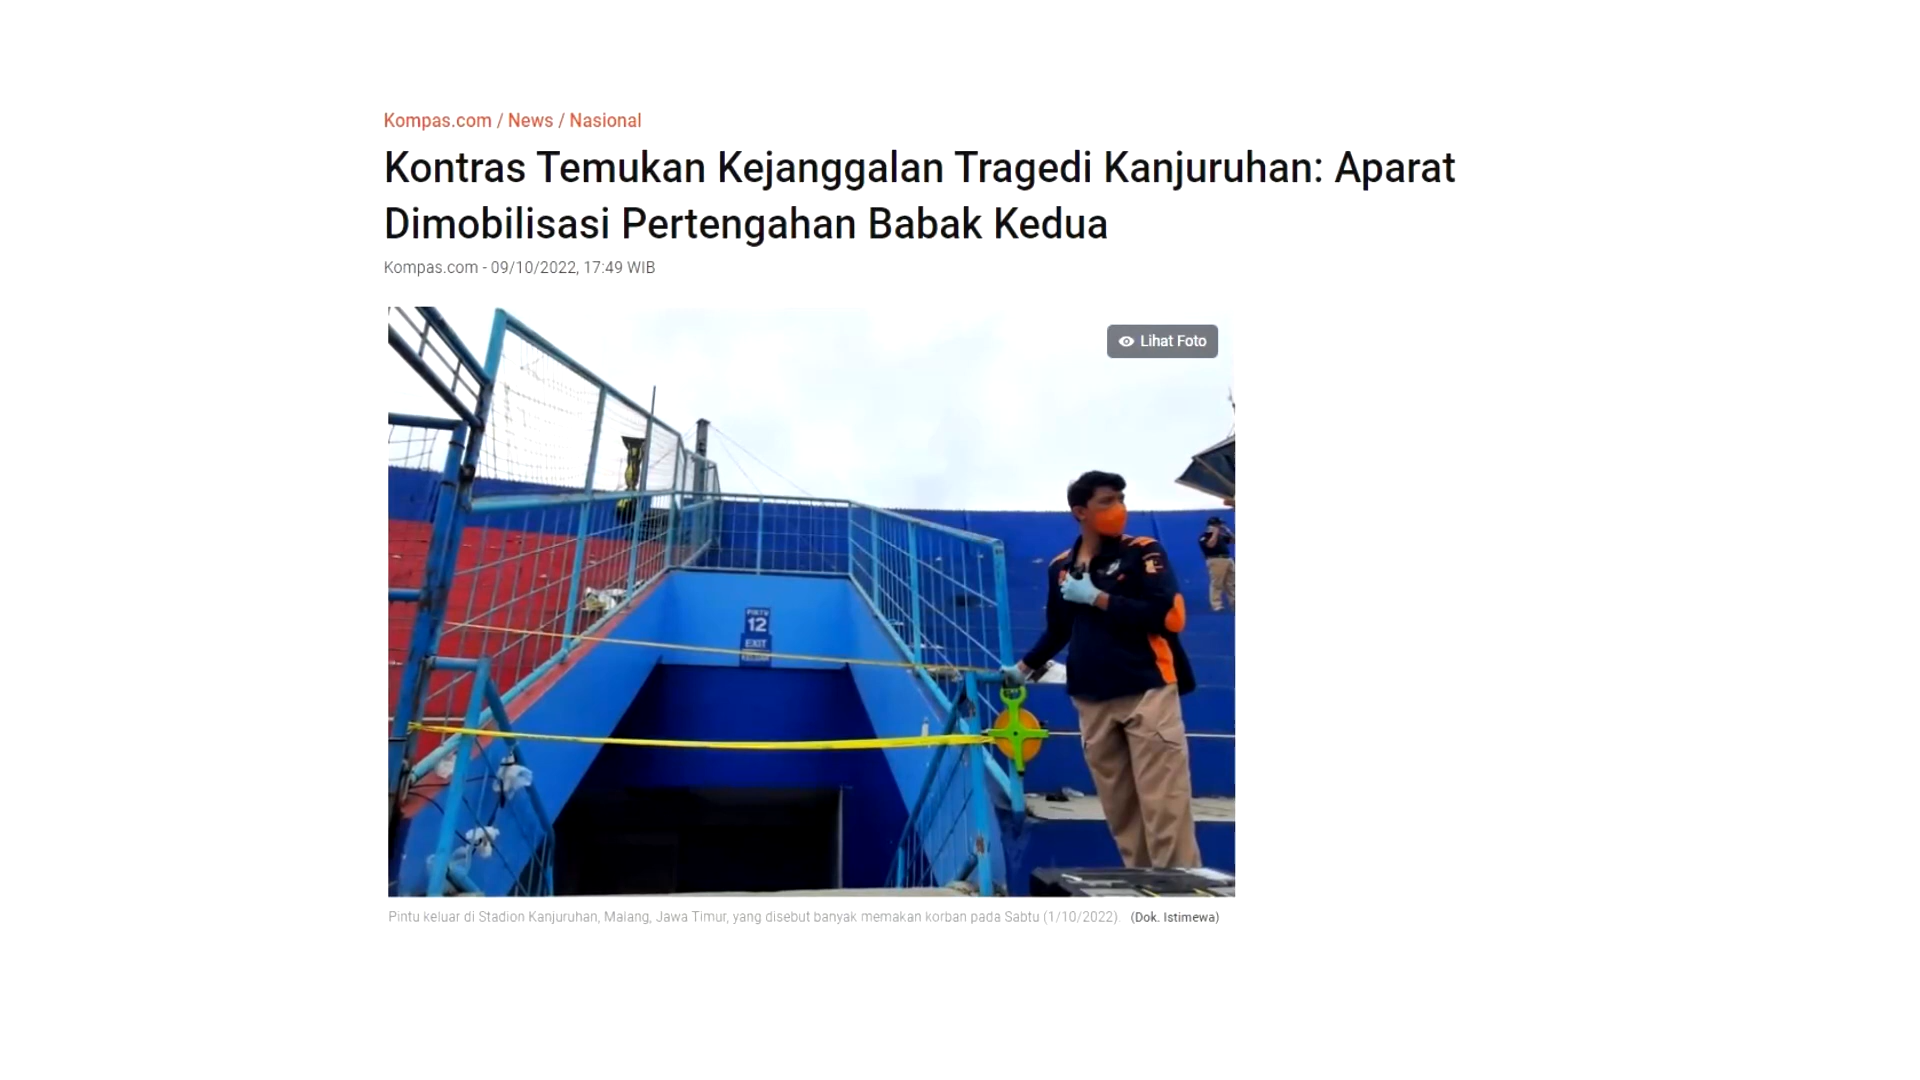 Kompas.com / News / Nasional
Kontras Temukan Kejanggalan Tragedi Kanjuruhan: Aparat
Dimobilisasi Pertengahan Babak Kedua
Kompas.com - 09/10/2022, 17:49 WIB
Lihat Foto
PINTU
12
EXIT
Pintu keluar di Stadion Kanjuruhan, Malang, Jawa Timur, yang disebut banyak memakan korban pada Sabtu (1/10/2022). (Dok. Istimewa)